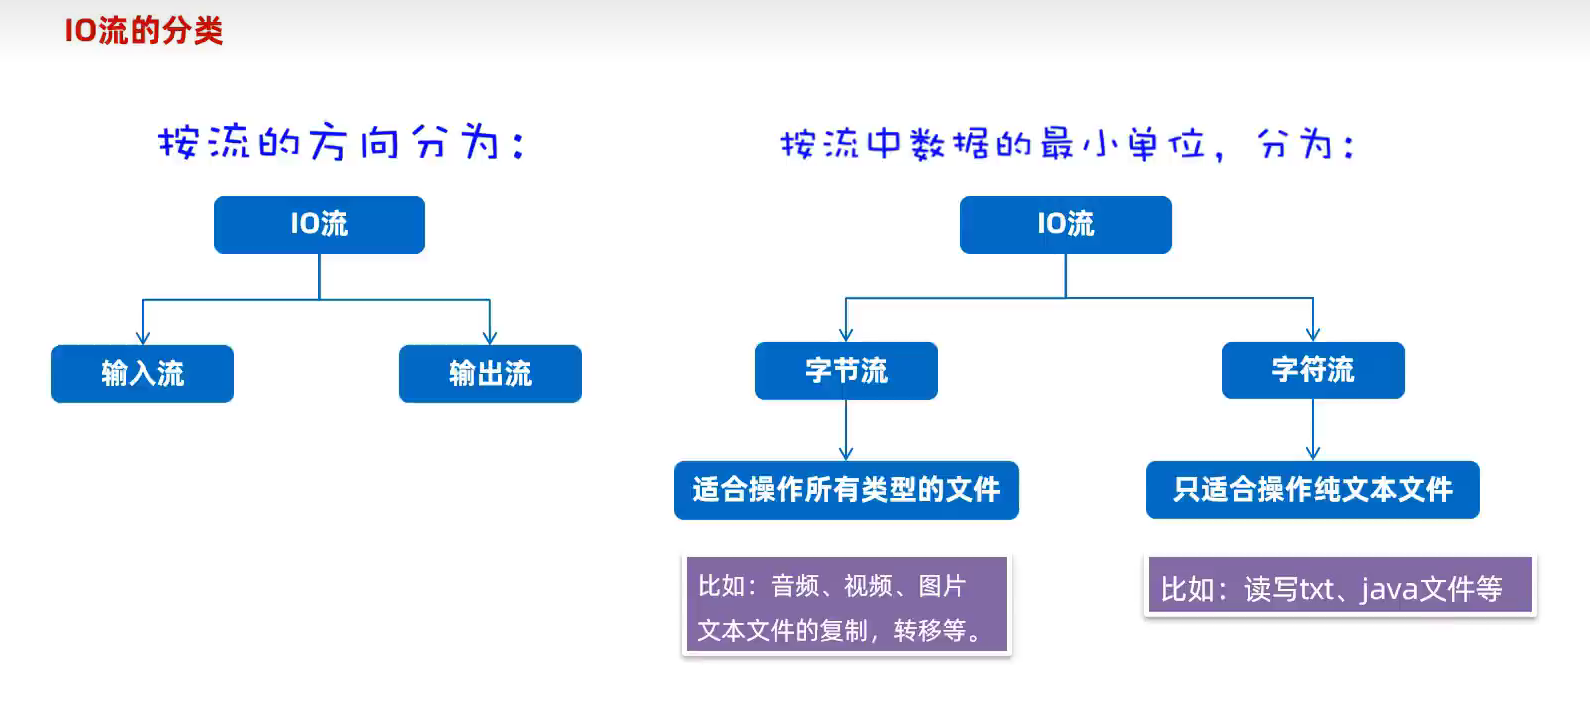 IO流的分类
按流的方向分为：
IO流
输入流
输出流
按流中数据的最小单位，分为：
IO流
字节流
字符流
适合操作所有类型的文件
只适合操作纯文本文件
比如：音频、视频、图片
文本文件的复制，转移等。
比如：读写txt、java文件等